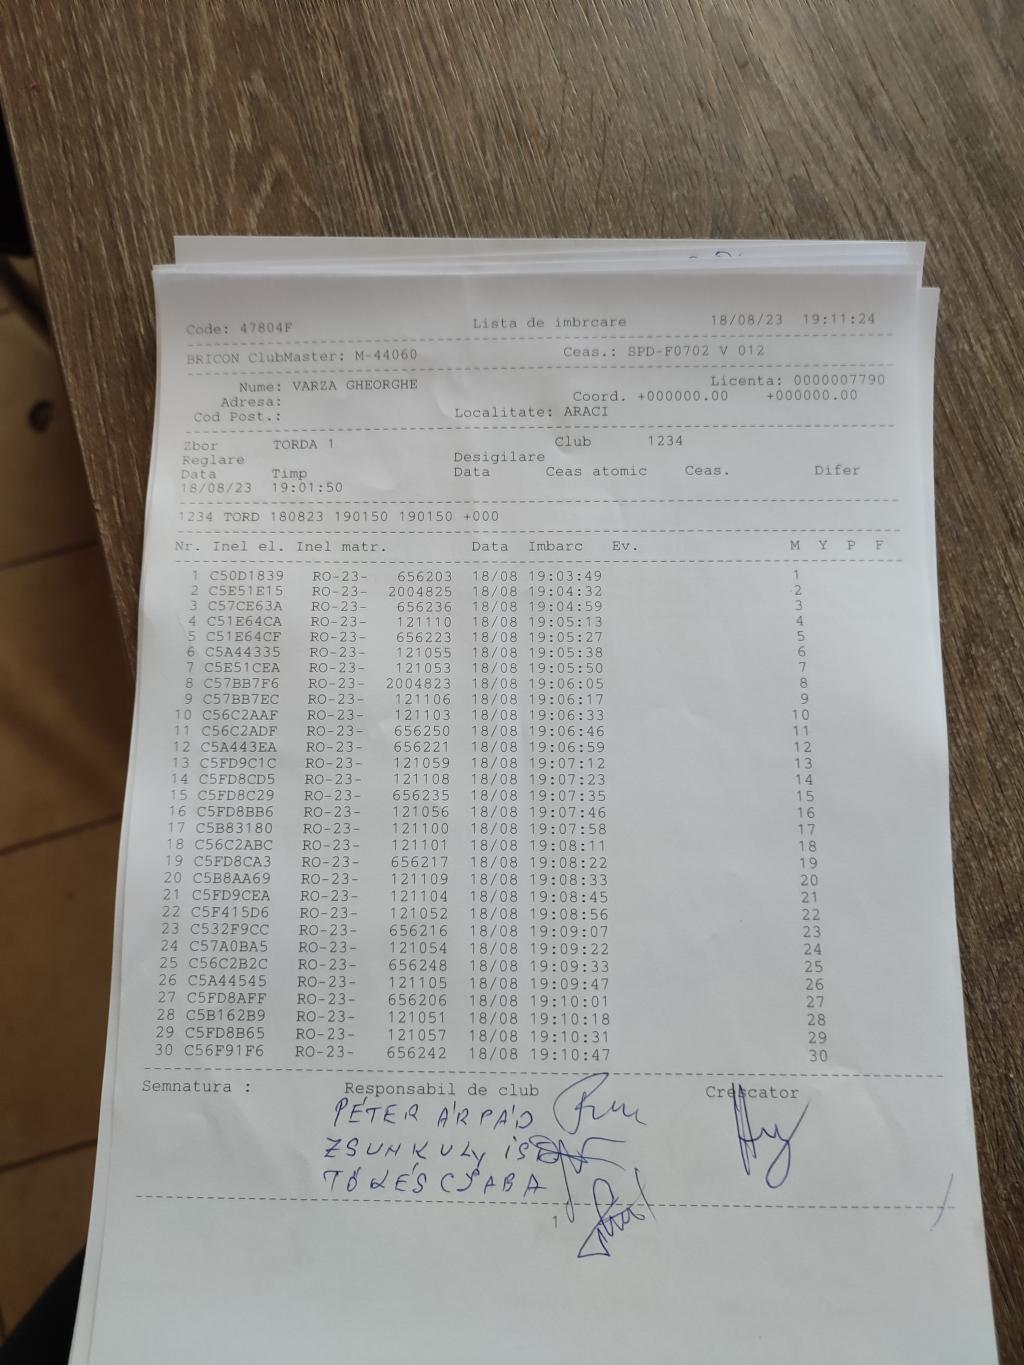 Code: 47804F Lista de imbrcare 18/08/23 19:11:24
BRICON ClubMaster: M-44060 Ceas.: SPD-F0702 V 012
Nume: VARZA GHEORGHE Licenta: 0000007790
Adresa: Coord. +000000.00 +000000.00
Cod Post.: Localitate: ARACI
Zbor TORDA 1 Club 1234
Reglare Desigilare
Data Timp Data Ceas atomic Ceas. Difer
18/08/23 19:01:50
1234 TORD 180823 190150 190150 +000
Nr. Inel el. Inel matr. Data Imbarc Ev. M Y P F
1 C50D1839 RO-23- 656203 18/08 19:03:49 1
2 C5E51E15 RO-23- 2004825 18/08 19:04:32 2
3 C57CE63A RO-23- 656236 18/08 19:04:59 3
4 C51E64CA RO-23- 121110 18/08 19:05:13 4
5 C51E64CF RO-23- 656223 18/08 19:05:27 5
6 C5A44335 RO-23- 121055 18/08 19:05:38 6
7 C5E51CEA RO-23- 121053 18/08 19:05:50 7
8 C57BB7F6 RO-23- 2004823 18/08 19:06:05 8
9 C57BB7EC RO-23- 121106 18/08 19:06:17 9
10 C56C2AAF RO-23- 121103 18/08 19:06:33 10
11 C56C2ADF RO-23- 656250 18/08 19:06:46 11
12 C5A443EA RO-23- 656221 18/08 19:06:59 12
13 C5FD9C1C RO-23- 121059 18/08 19:07:12 13
14 C5FD8CD5 RO-23- 121108 18/08 19:07:23 14
15 C5FD8C29 RO-23- 656235 18/08 19:07:35 15
16 C5FD8BB6 RO-23- 121056 18/08 19:07:46 16
17 C5B83180 RO-23- 121100 18/08 19:07:58 17
18 C56C2ABC RO-23- 121101 18/08 19:08:11 18
19 C5FD8CA3 RO-23- 656217 18/08 19:08:22 19
20 C5B8AA69 RO-23- 121109 18/08 19:08:33 20
21 C5FD9CEA RO-23- 121104 18/08 19:08:45 21
22 C5F415D6 RO-23- 121052 18/08 19:08:56 22
23 C532F9CC RO-23- 656216 18/08 19:09:07 23
24 C57A0BA5 RO-23- 121054 18/08 19:09:22 24
25 C56C2B2C RO-23- 656248 18/08 19:09:33 25
26 C5A44545 RO-23- 121105 18/08 19:09:47 26
27 C5FD8AFF RO-23- 656206 18/08 19:10:01 27
28 C5B162B9 RO-23- 121051 18/08 19:10:18 28
29 C5FD8B65 RO-23- 121057 18/08 19:10:31 29
30 C56F91F6 RO-23- 656242 18/08 19:10:47 30
Semnatura : Responsabil de club Crescator
PÉTER ÁRPÁD
ZSUNKULY
TŐKÉS CSABA
1